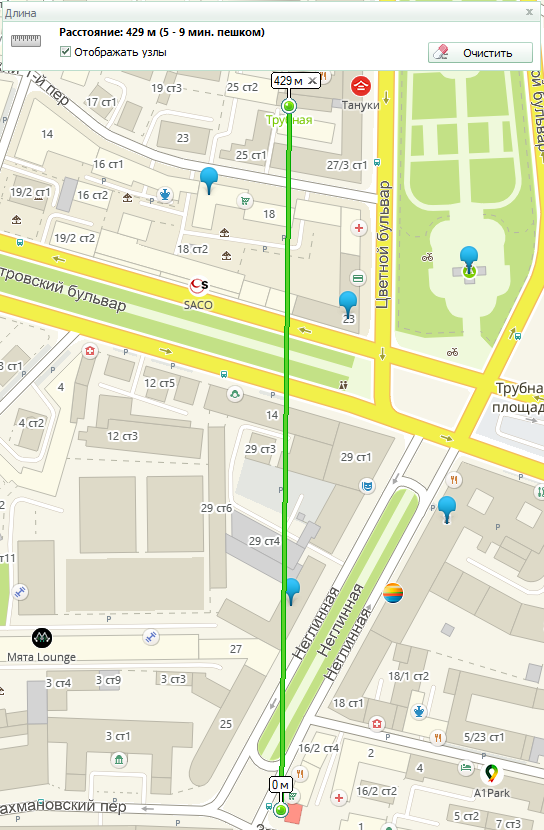 Длина
Расстояние: 429 м (5 - 9 мин. пешком)
Отображать узлы
Очистить
429 м
-й пер
17 ст1
19 ст3
25 ст2
Тануки
Трубная
14
23
25 ст1
27/3 ст1
16 ст1
16 ст2
19/2 ст1
18
19/2 ст2
18 ст2
Цветной бульвар
бульвар
тровский бульвар
SACO
23
3 ст1
4
12 ст5
14
Трубна
площад
4 ст2
12 ст3
29 ст3
29 ст1
29 ст6
29 ст4
т11
Неглинная
Неглинная
Неглинная
Мята Lounge
27
3 ст4
3 ст9
3 ст3
18/1 ст2
18 ст1
25
3 ст1
16/2 ст4
2
5/23 ст1
4
0 м
A1Park
ахмановский пер
5 ст2
7 ст3